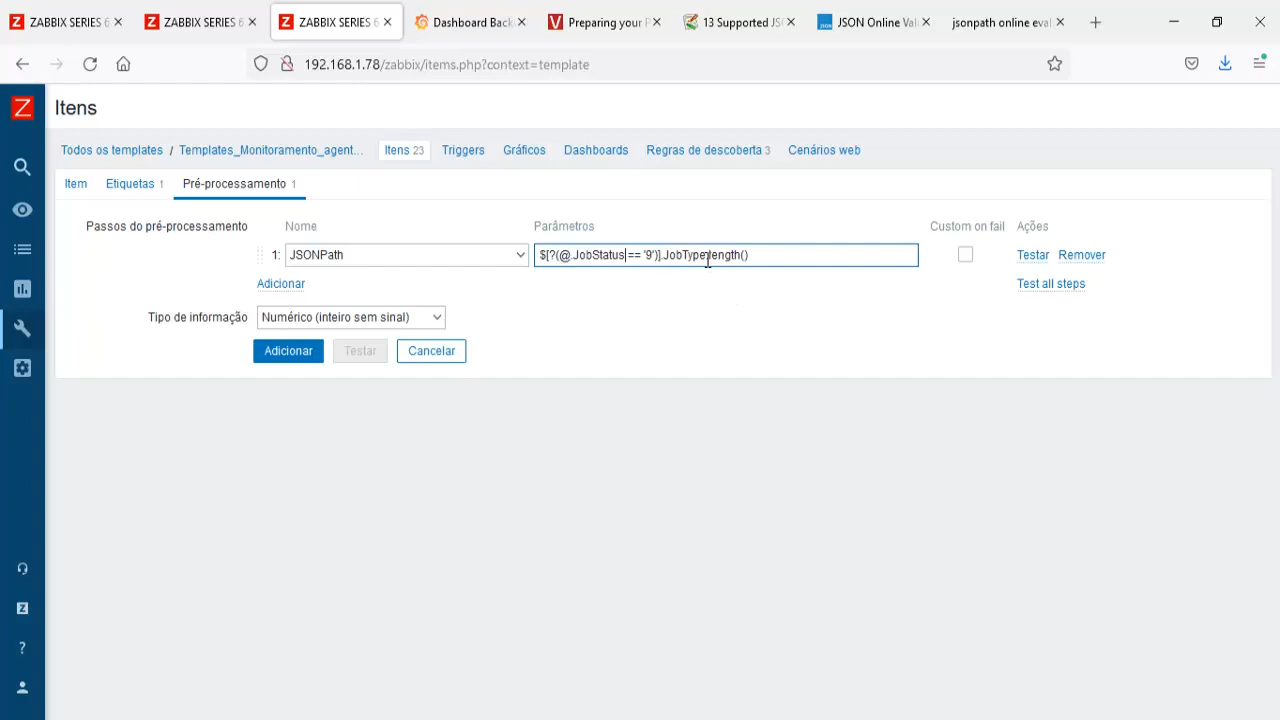 ZABBIX SERIES 6
ZABBIX SERIES 6
ZABBIX SERIES 6
Dashboard Back
Preparing your P
13 Supported JS
JSON Online Vali
jsonpath online eval
192.168.1.78/zabbix/items.php?context=template
Z
Itens
Todos os templates / Templates_Monitoramento_agent... Itens 23 Triggers Gráficos Dashboards Regras de descoberta 3 Cenários web
Item Etiquetas 1 Pré-processamento 1
Passos do pré-processamento Nome Parâmetros Custom on fail Ações
1: JSONPath $[?(@.JobStatus == '9')].JobType.length() Testar Remover
Adicionar Test all steps
Tipo de informação Numérico (inteiro sem sinal)
Adicionar Testar Cancelar
Z
?